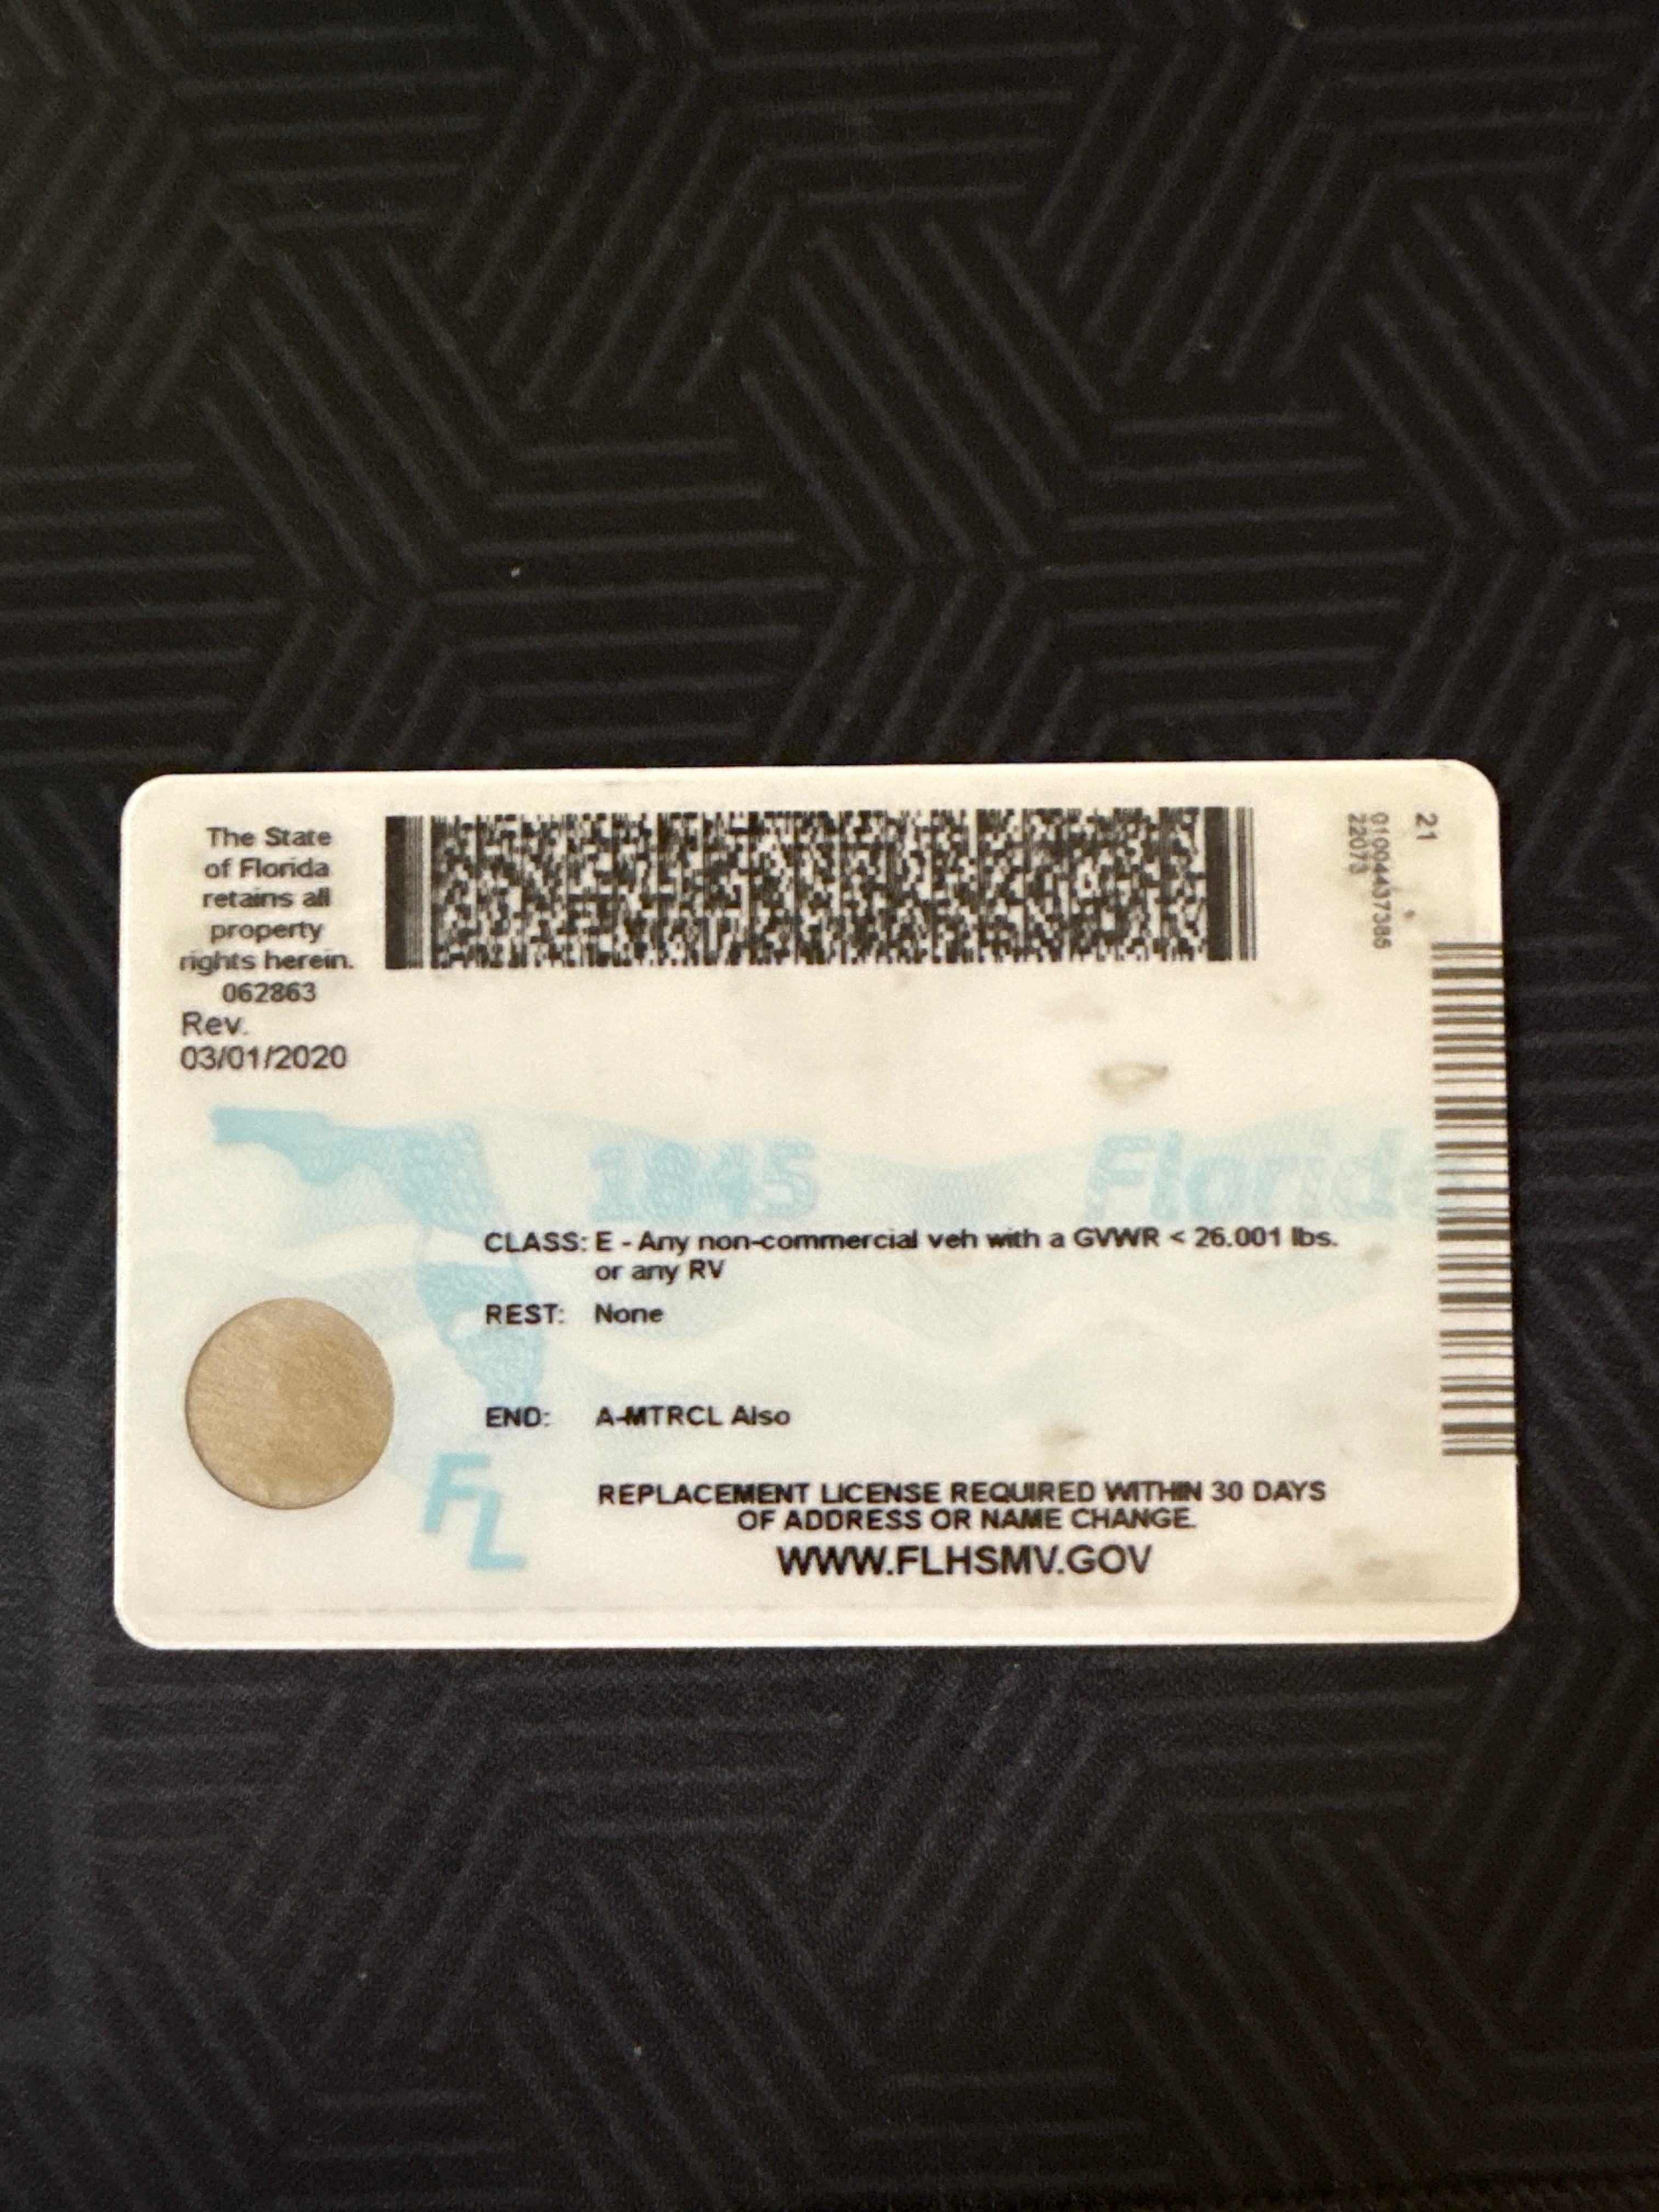 The State
of Florida
retains all
property
rights herein.
062863
Rev.
03/01/2020
21
0100444437385
22073
1845
Florida
CLASS: E - Any non-commercial veh with a GVWR < 26.001 lbs.
or any RV
REST: None
END: A-MTRCL Also
FL
REPLACEMENT LICENSE REQUIRED WITHIN 30 DAYS
OF ADDRESS OR NAME CHANGE.
WWW.FLHSMV.GOV